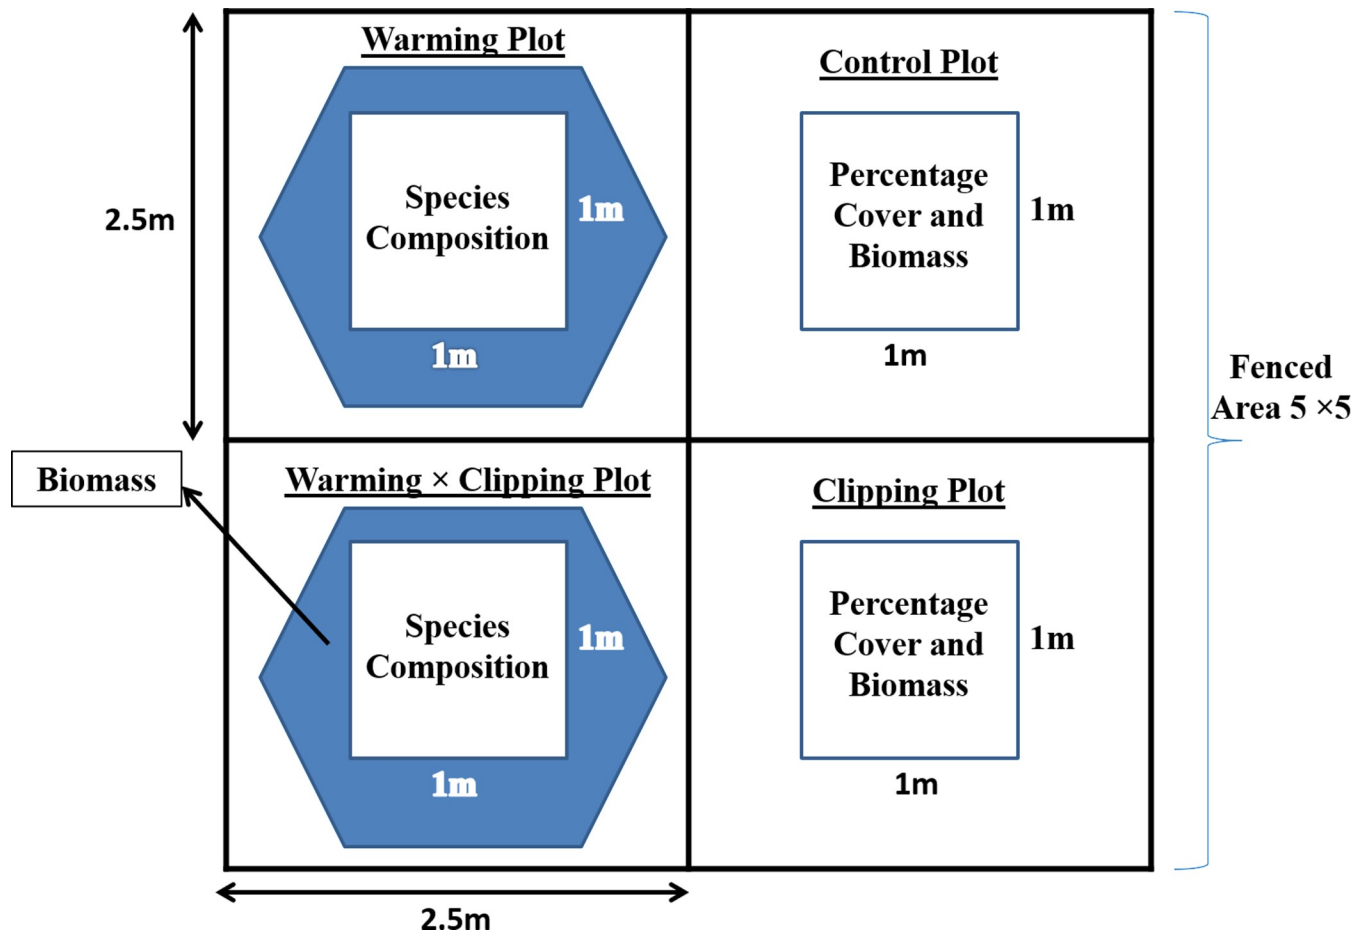 Warming Plot
Control Plot
Species
Composition
1m
1m
Percentage
Cover and
Biomass
1m
1m
2.5m
Fenced
Area 5 ×5
Biomass
Warming × Clipping Plot
Clipping Plot
Species
Composition
1m
1m
Percentage
Cover and
Biomass
1m
1m
2.5m